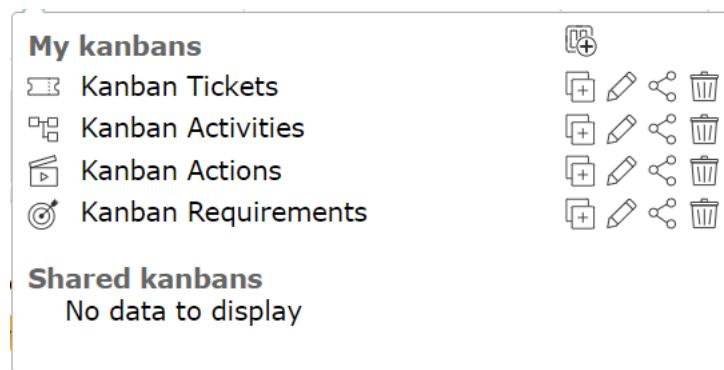 My kanbans
Kanban Tickets
Kanban Activities
Kanban Actions
Kanban Requirements
Shared kanbans
No data to display